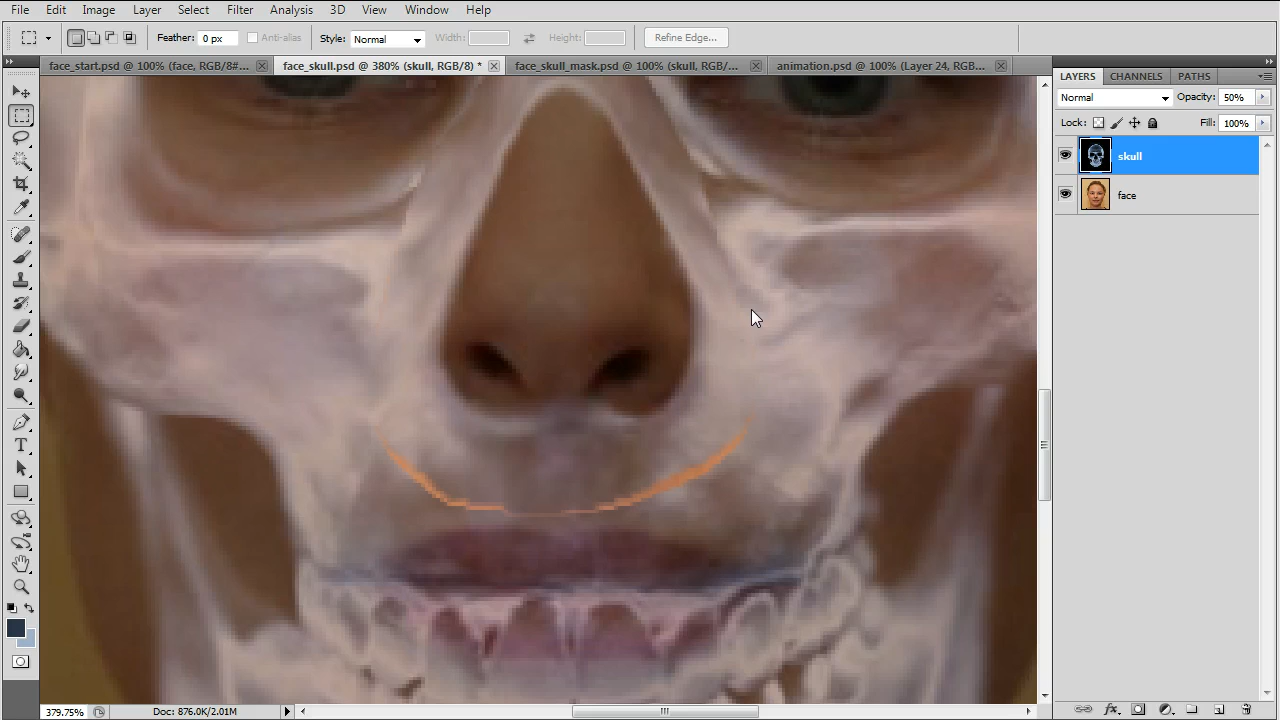 File Edit Image Layer Select Filter Analysis 3D View Window Help
Feather: 0 px Anti-alias Style: Normal Width: Height: Refine Edge...
face_start.psd @ 100% (face, RGB/8#... face_skull.psd @ 380% (skull, RGB/8) * face_skull_mask.psd @ 100% (skull, RGB/... animation.psd @ 100% (Layer 24, RGB...
LAYERS CHANNELS PATHS
Normal Opacity: 50%
Lock: Fill: 100%
skull
face
379.75% Doc: 876.0K/2.01M